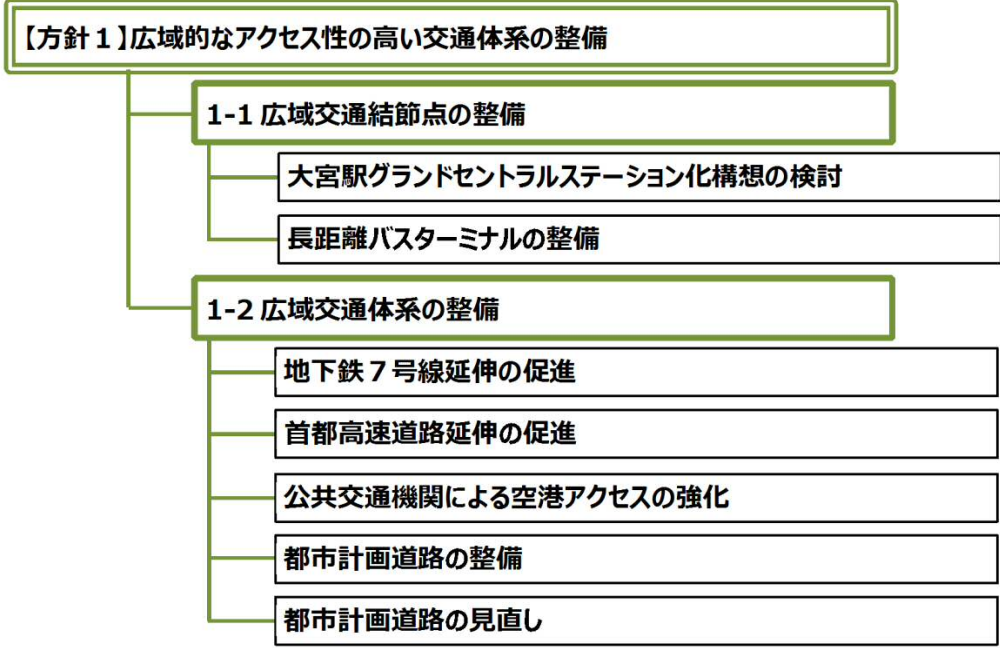 【方針１】広域的なアクセス性の高い交通体系の整備
1-1 広域交通結節点の整備
大宮駅グランドセントラルステーション化構想の検討
長距離バスターミナルの整備
1-2 広域交通体系の整備
地下鉄７号線延伸の促進
首都高速道路延伸の促進
公共交通機関による空港アクセスの強化
都市計画道路の整備
都市計画道路の見直し